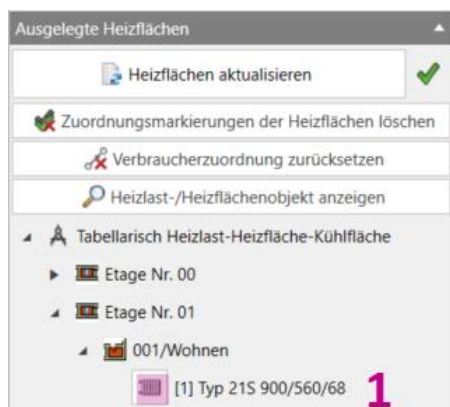 Ausgelegte Heizflächen
Heizflächen aktualisieren
Zuordnungsmarkierungen der Heizflächen löschen
Verbraucherzuordnung zurücksetzen
Heizlast-/Heizflächenobjekt anzeigen
Tabellarisch Heizlast-Heizfläche-Kühlfläche
Etage Nr. 00
Etage Nr. 01
001/Wohnen
[1] Typ 21S 900/560/68 1